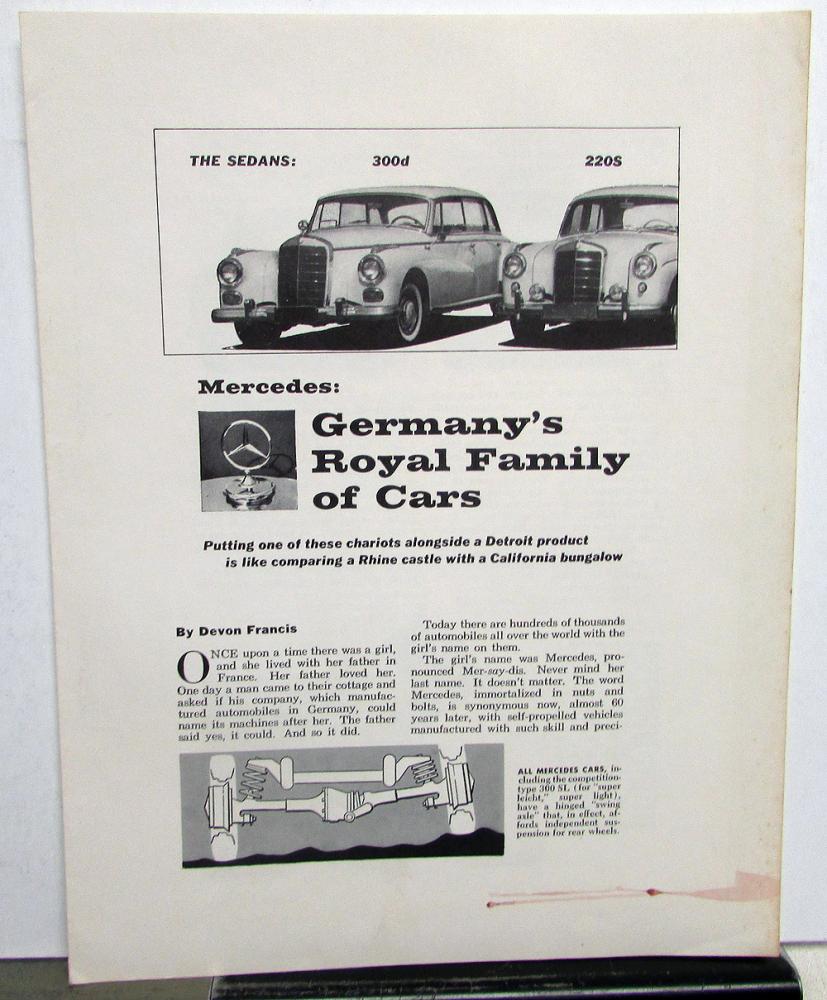 THE SEDANS: 300d 220S
Mercedes:
Germany's
Royal Family
of Cars
Putting one of these chariots alongside a Detroit product
is like comparing a Rhine castle with a California bungalow
By Devon Francis
ONCE upon a time there was a girl,
and she lived with her father in
France. Her father loved her.
One day a man came to their cottage and
asked if his company, which manufac-
tured automobiles in Germany, could
name its machines after her. The father
said yes, it could. And so it did.
Today there are hundreds of thousands
of automobiles all over the world with the
girl's name on them.
The girl's name was Mercedes, pro-
nounced Mer-say-dis. Never mind her
last name. It doesn't matter. The word
Mercedes, immortalized in nuts and
bolts, is synonymous now, almost 60
years later, with self-propelled vehicles
manufactured with such skill and preci-
ALL MERCEDES CARS, in-
cluding the competition-
type 300 SL (for "super
leicht," super light),
have a hinged "swing
axle" that, in effect, af-
fords independent sus-
pension for rear wheels.